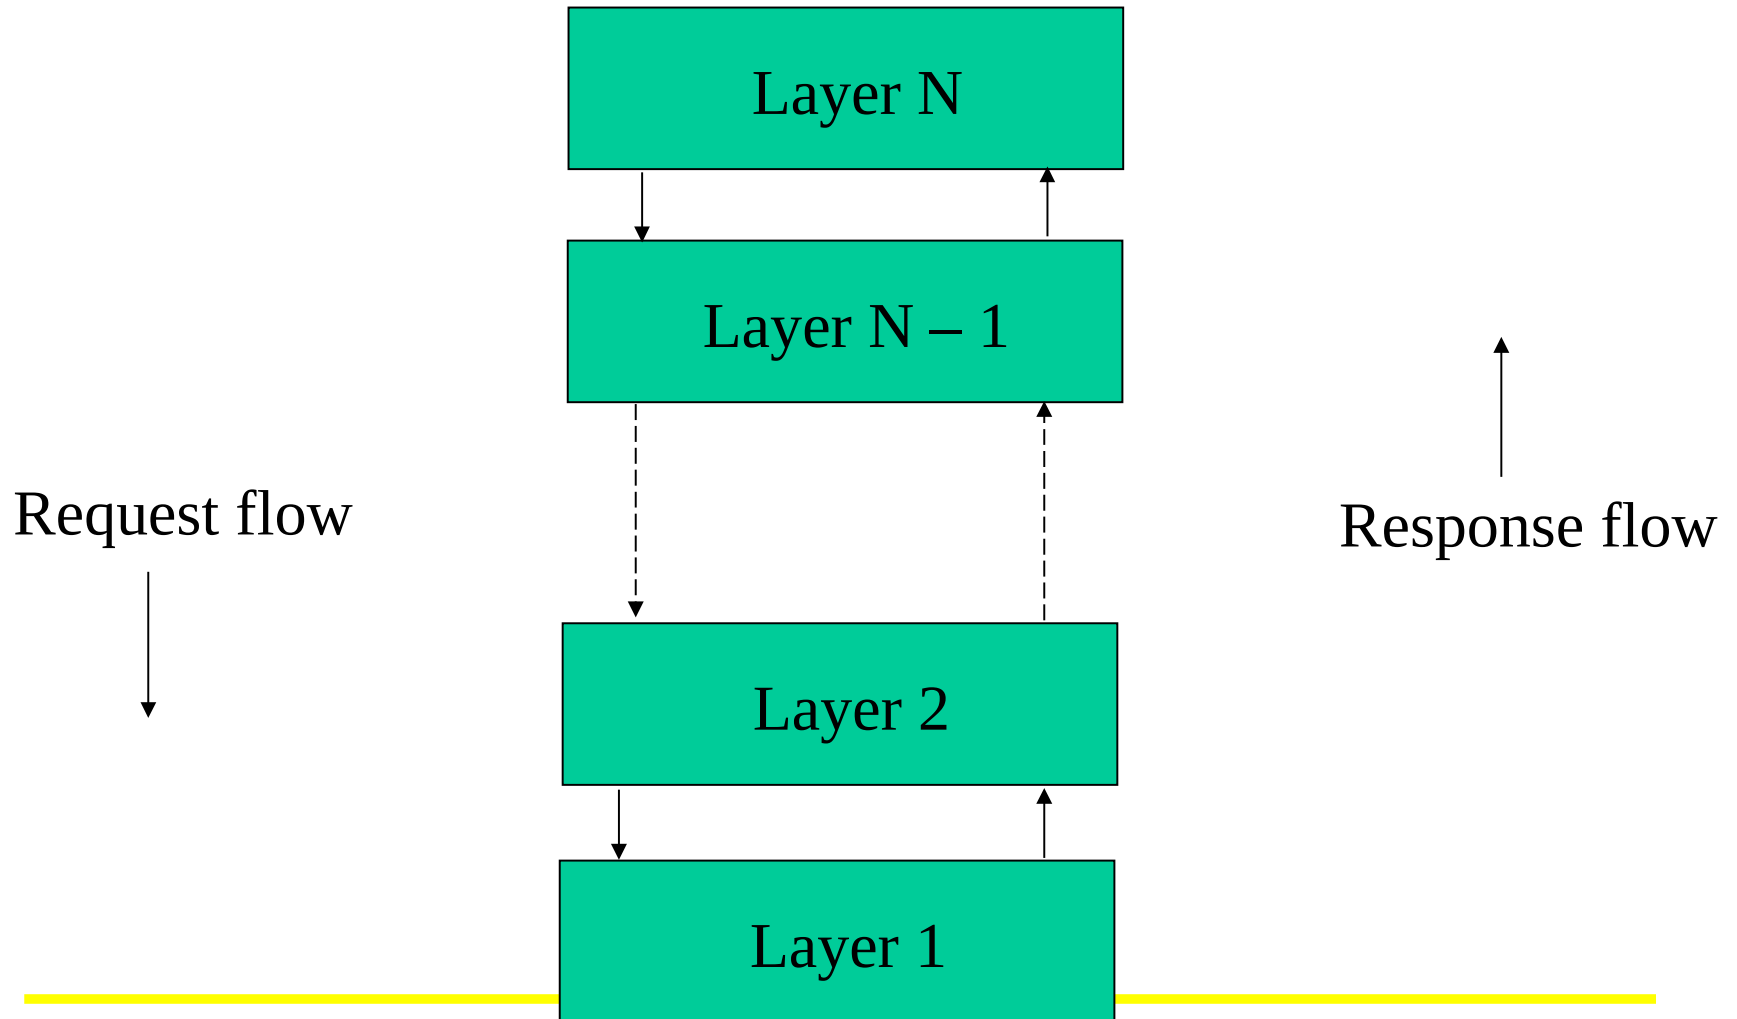 Layer N
Layer N – 1
Request flow
Response flow
Layer 2
Layer 1